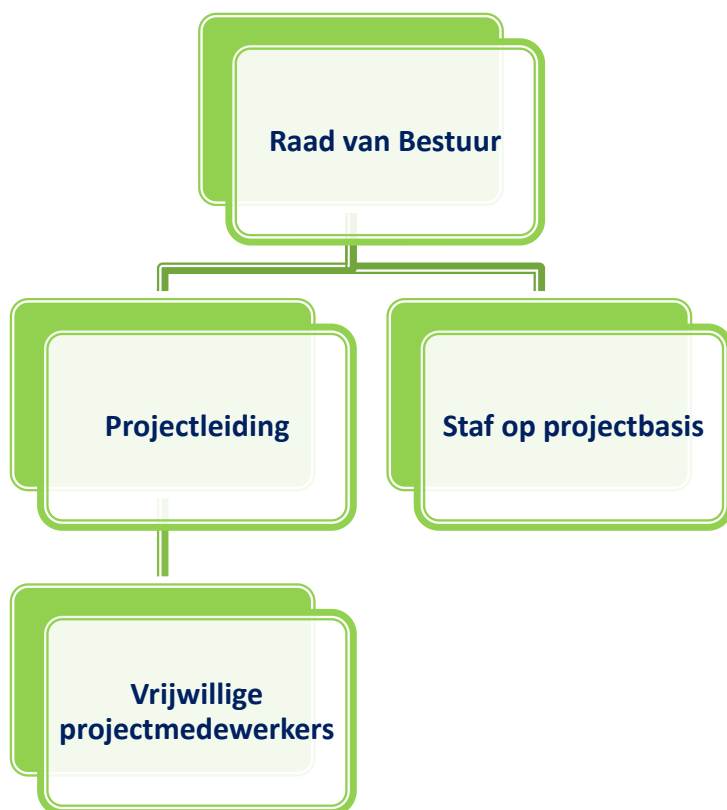 Raad van Bestuur
Projectleiding
Staf op projectbasis
Vrijwillige
projectmedewerkers